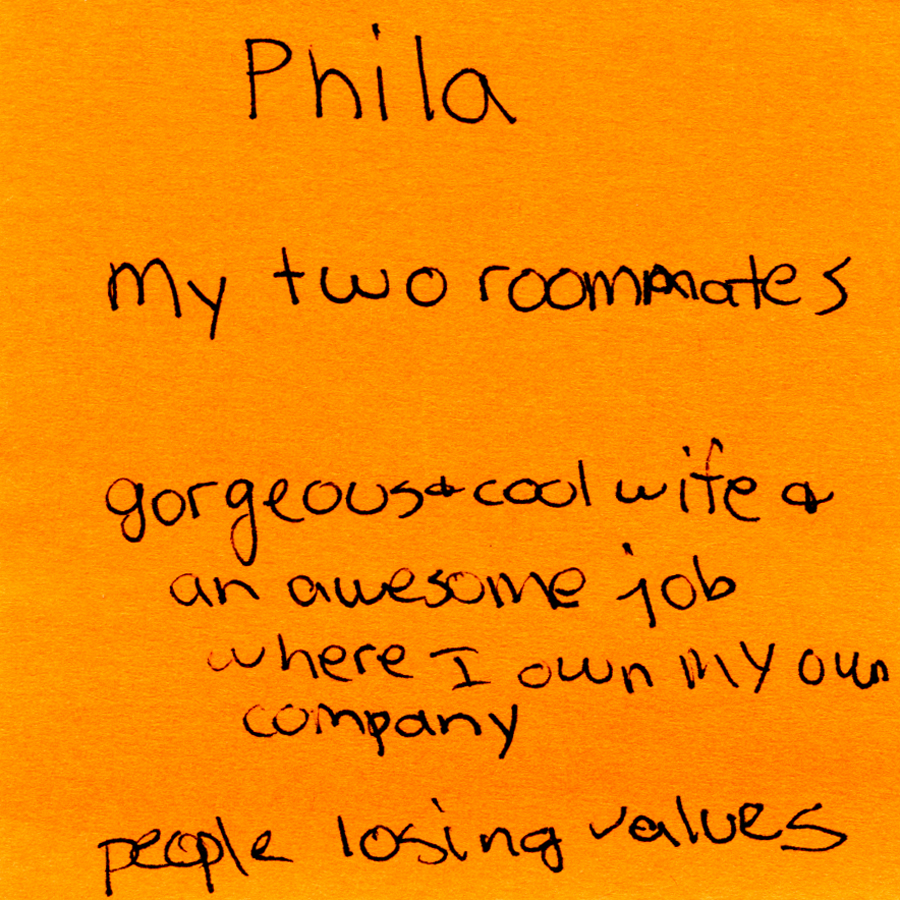 Phila
my two roommates
gorgeous & cool wife &
an awesome job
where I own my own
company
people losing values